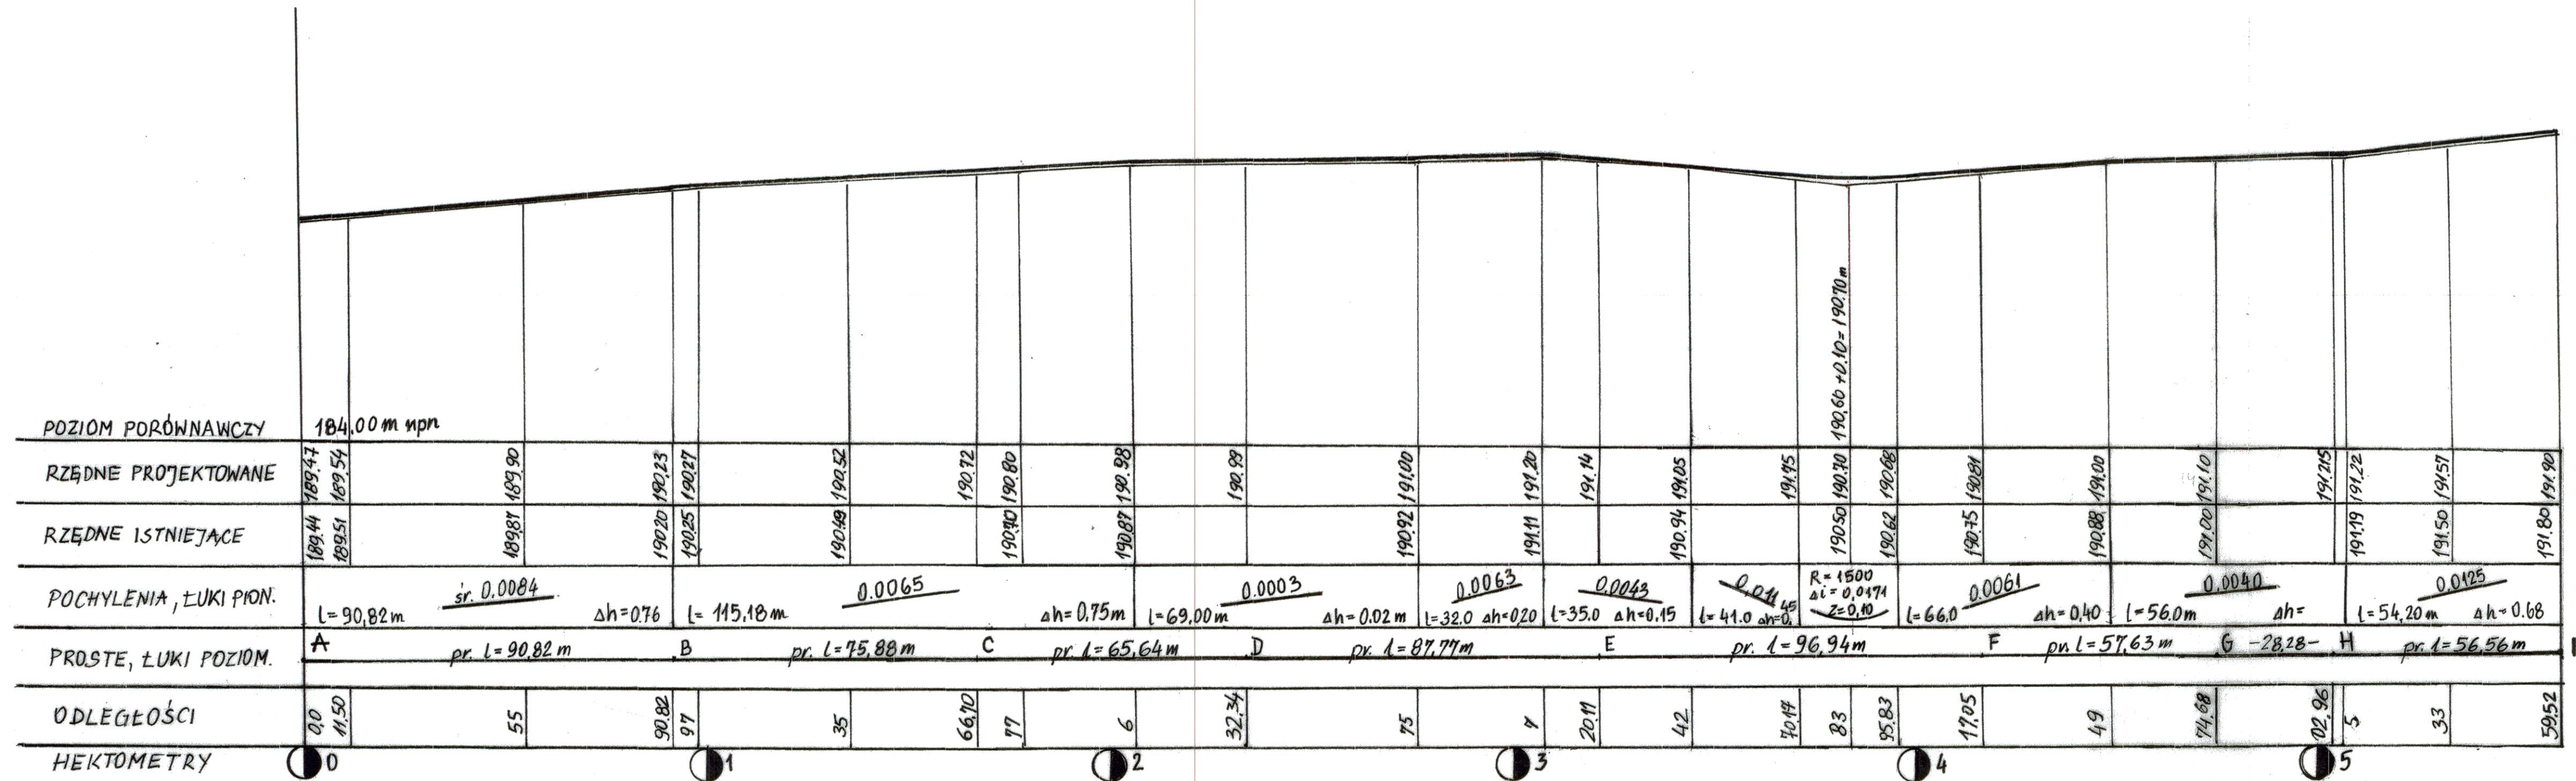 190,60 +0.10 = 190,70 m
POZIOM PORÓWNAWCZY 184,00 m npn
RZĘDNE PROJEKTOWANE 189,47 189,54 189,90 190,23 190,27 190,52 190,72 190,80 190,98 190,99 191,00 191,20 191,14 191,05 191,75 190,70 190,68 190,81 191,00 191,10 191,215 191,22 191,57 191,90
RZĘDNE ISTNIEJĄCE 189,44 189,51 189,87 190,20 190,25 190,49 190,70 190,87 190,92 191,11 190,94 190,50 190,62 190,75 190,88 191,00 191,19 191,50 191,80
POCHYLENIA, ŁUKI PION. l= 90,82 m śr. 0,0084 Δh= 0.76 l= 115,18 m 0.0065 Δh= 0,75 m l= 69,00 m 0.0003 Δh= 0.02 m l= 32.0 0,0063 Δh= 0,20 l= 35.0 0,0043 Δh= 0.15 l= 41.0 0,011 Δh= 0,45 R= 1500 Δi = 0,0171 z= 0,10 l= 66,0 0.0061 Δh= 0,40 l= 56.0m 0.0040 Δh= l= 54,20 m 0.0125 Δh= 0.68
PROSTE, ŁUKI POZIOM. A pr. l= 90,82 m B pr. l= 75,88 m C pr. l= 65,64 m D pr. l= 87,77 m E pr. l= 96,94 m F pr. l= 57,63 m G -28,28- H pr. l= 56,56 m
ODLEGŁOŚCI 0,0 11,50 55 90.82 97 35 66,70 77 6 32,34 75 7 20,11 42 70,17 83 95,83 17,05 49 74,68 02,96 5 33 59,52
HEKTOMETRY 0 1 2 3 4 5